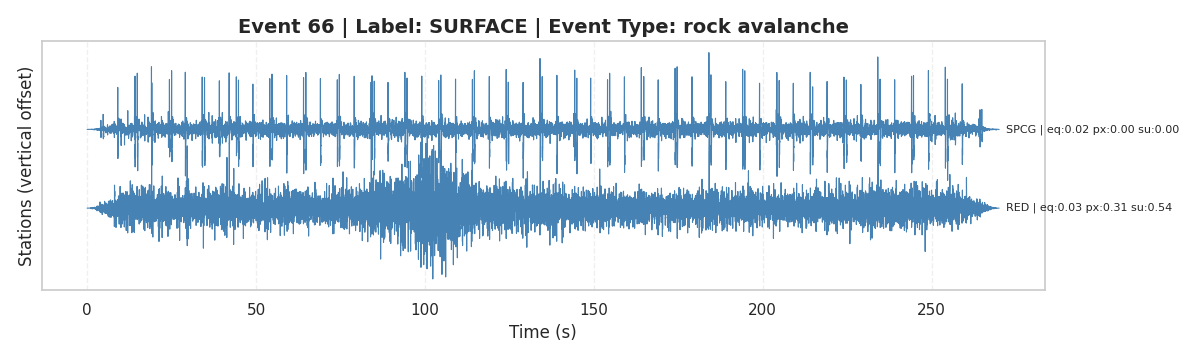 Event 66 | Label: SURFACE | Event Type: rock avalanche
Stations (vertical offset)
SPCG | eq:0.02 px:0.00 su:0.00
RED | eq:0.03 px:0.31 su:0.54
0 50 100 150 200 250
Time (s)